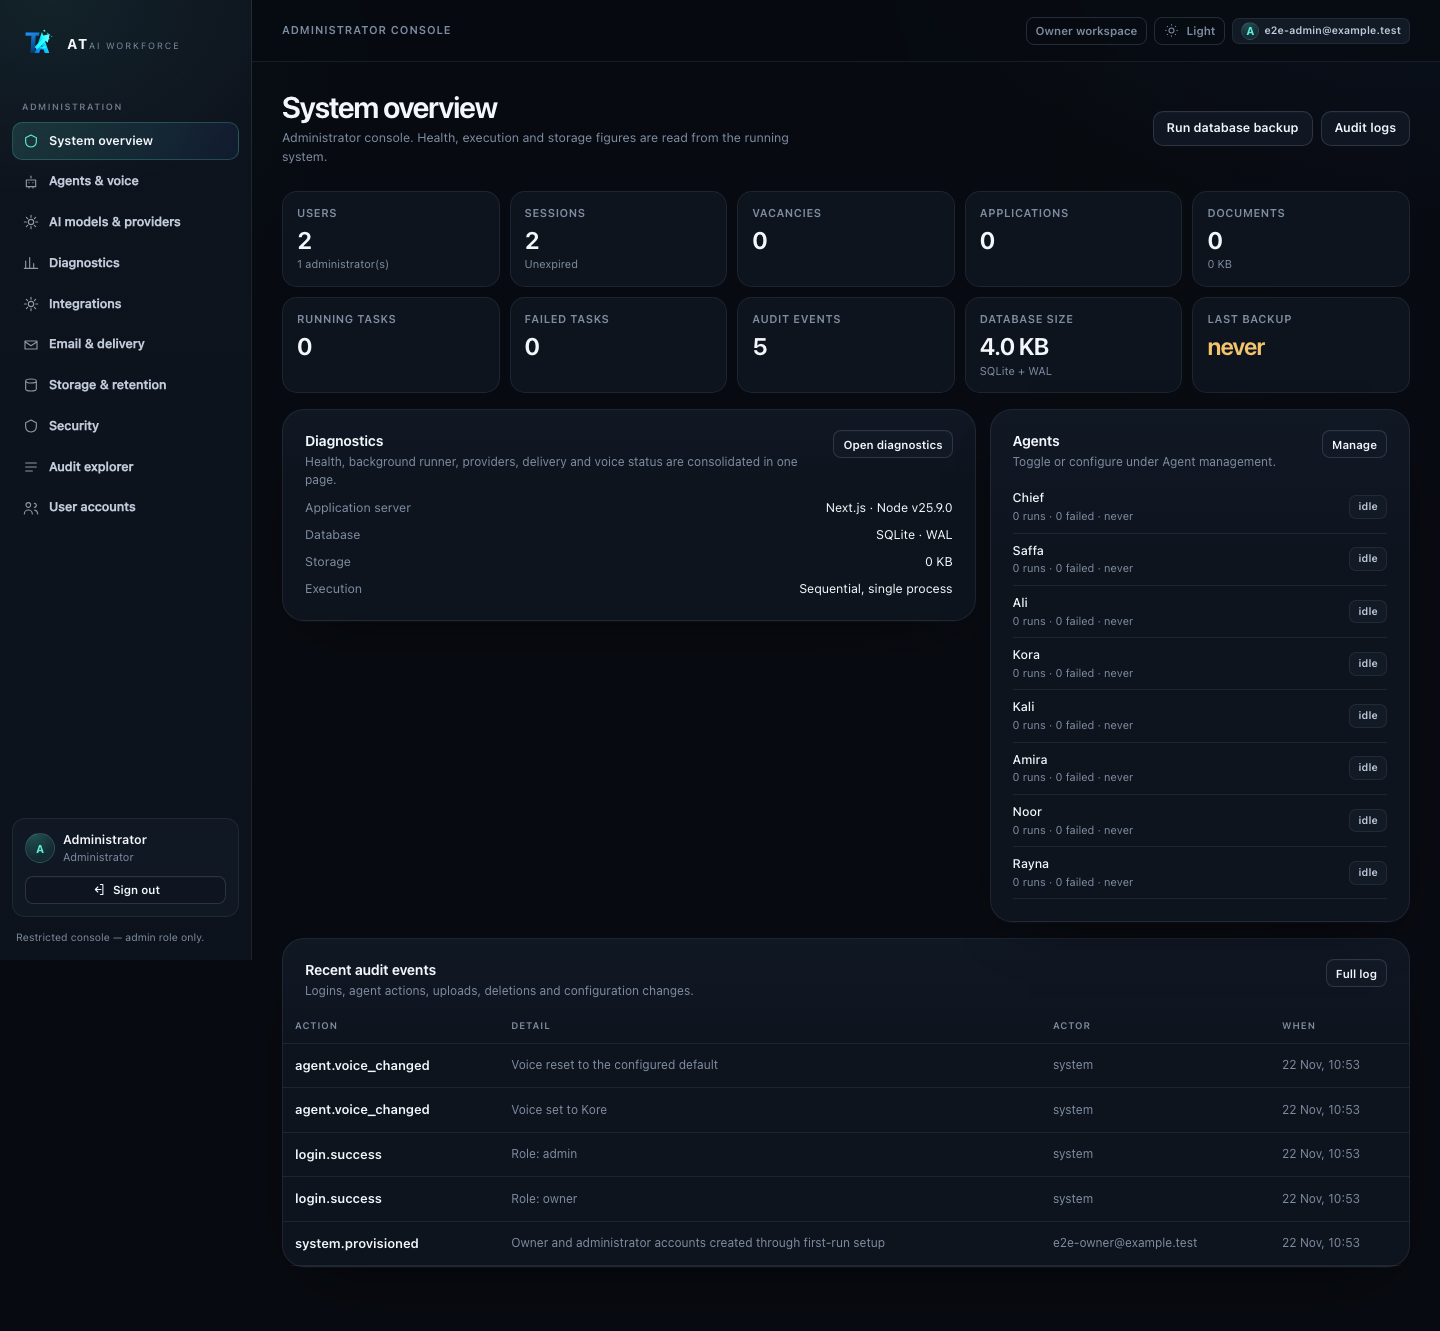 AT AI WORKFORCE
ADMINISTRATION
System overview
Agents & voice
AI models & providers
Diagnostics
Integrations
Email & delivery
Storage & retention
Security
Audit explorer
User accounts
A
Administrator
Administrator
Sign out
Restricted console — admin role only.
ADMINISTRATOR CONSOLE
Owner workspace
Light
A e2e-admin@example.test
System overview
Administrator console. Health, execution and storage figures are read from the running
system.
Run database backup
Audit logs
USERS
2
1 administrator(s)
SESSIONS
2
Unexpired
VACANCIES
0
APPLICATIONS
0
DOCUMENTS
0
0 KB
RUNNING TASKS
0
FAILED TASKS
0
AUDIT EVENTS
5
DATABASE SIZE
4.0 KB
SQLite + WAL
LAST BACKUP
never
Diagnostics
Health, background runner, providers, delivery and voice status are consolidated in one
page.
Open diagnostics
Application server Next.js · Node v25.9.0
Database SQLite · WAL
Storage 0 KB
Execution Sequential, single process
Agents
Toggle or configure under Agent management.
Manage
Chief
0 runs · 0 failed · never
idle
Saffa
0 runs · 0 failed · never
idle
Ali
0 runs · 0 failed · never
idle
Kora
0 runs · 0 failed · never
idle
Kali
0 runs · 0 failed · never
idle
Amira
0 runs · 0 failed · never
idle
Noor
0 runs · 0 failed · never
idle
Rayna
0 runs · 0 failed · never
idle
Recent audit events
Logins, agent actions, uploads, deletions and configuration changes.
Full log
ACTION DETAIL ACTOR WHEN
agent.voice_changed Voice reset to the configured default system 22 Nov, 10:53
agent.voice_changed Voice set to Kore system 22 Nov, 10:53
login.success Role: admin system 22 Nov, 10:53
login.success Role: owner system 22 Nov, 10:53
system.provisioned Owner and administrator accounts created through first-run setup e2e-owner@example.test 22 Nov, 10:53